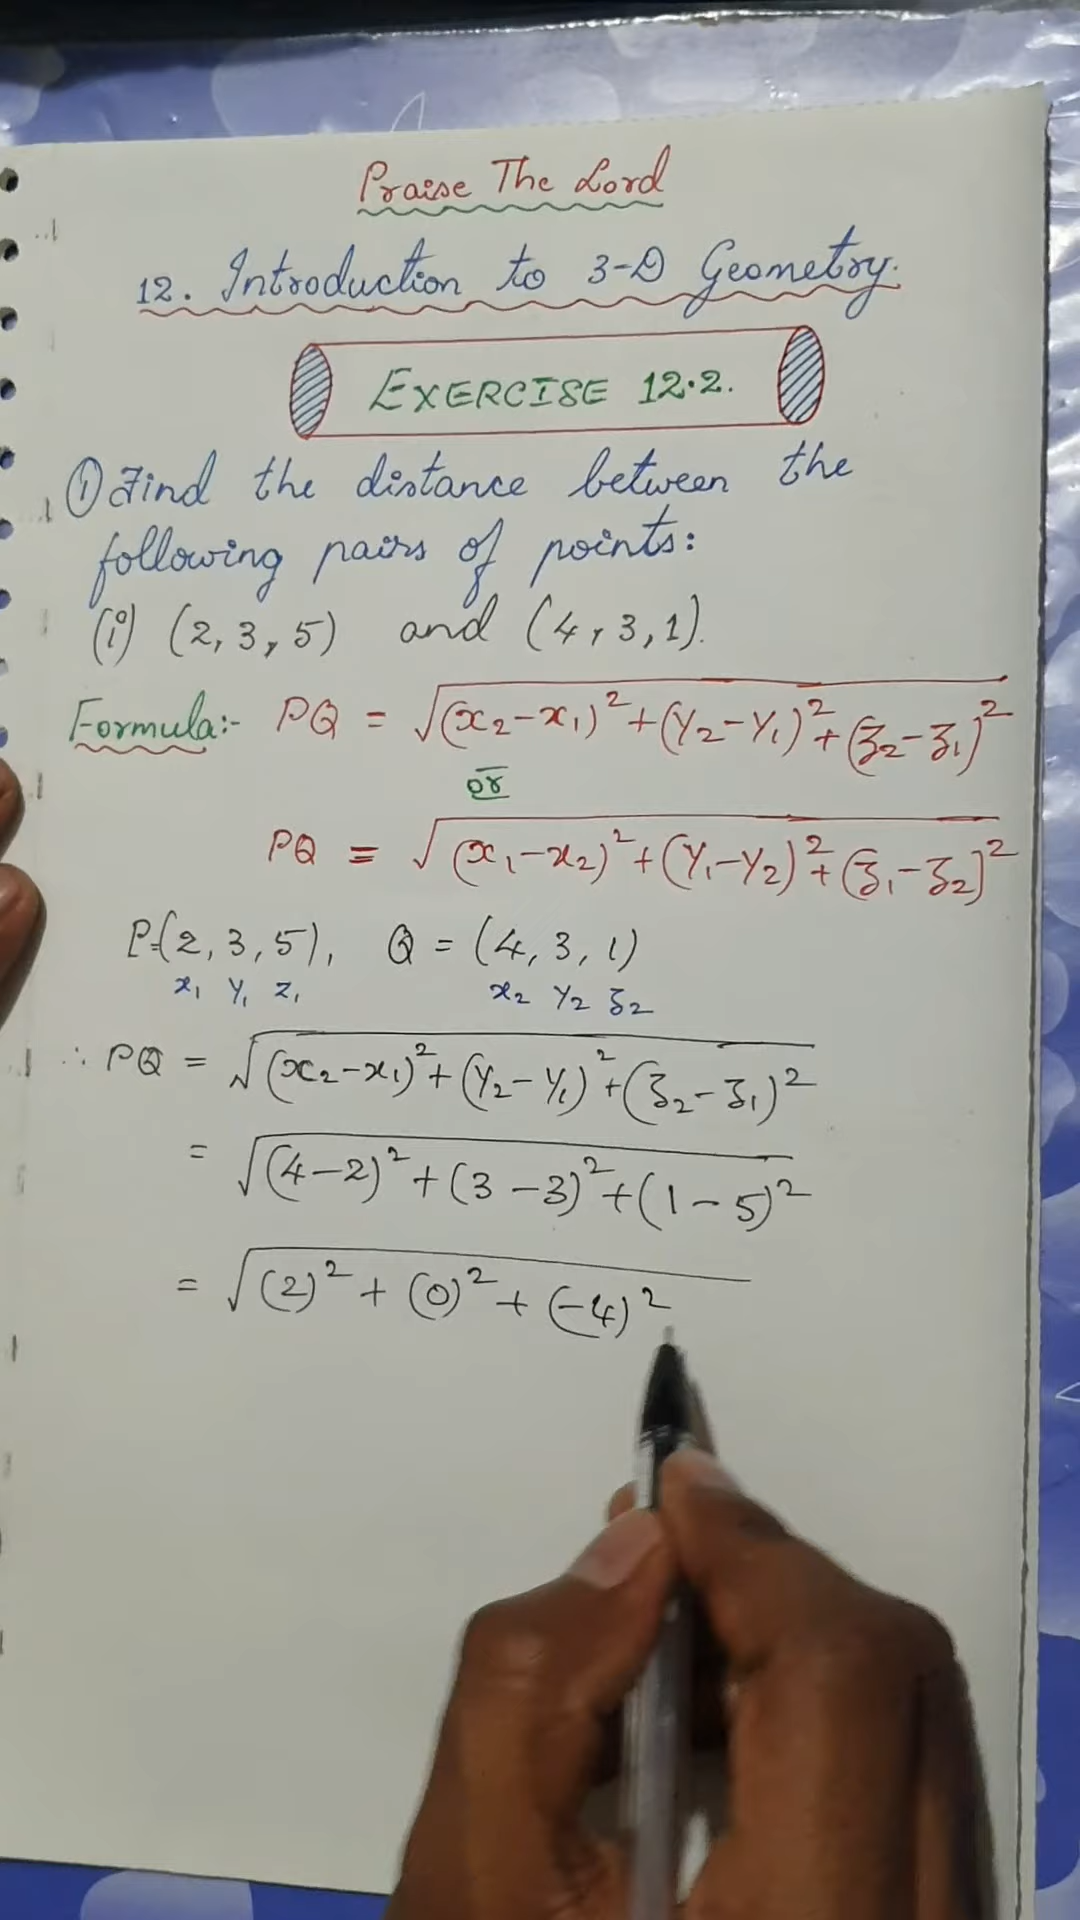 Praise The Lord
12. Introduction to 3-D Geometry.
EXERCISE 12.2.
① Find the distance between the
following pairs of points:
(i) (2, 3, 5) and (4, 3, 1).
Formula:- PQ = √(x₂-x₁)²+(y₂-y₁)²+(z₂-z₁)²
or
PQ = √(x₁-x₂)²+(y₁-y₂)²+(z₁-z₂)²
P=(2, 3, 5), Q = (4, 3, 1)
x₁ y₁ z₁ x₂ y₂ z₂
∴ PQ = √(x₂-x₁)²+(y₂-y₁)²+(z₂-z₁)²
= √(4-2)²+(3-3)²+(1-5)²
= √(2)²+(0)²+(-4)²